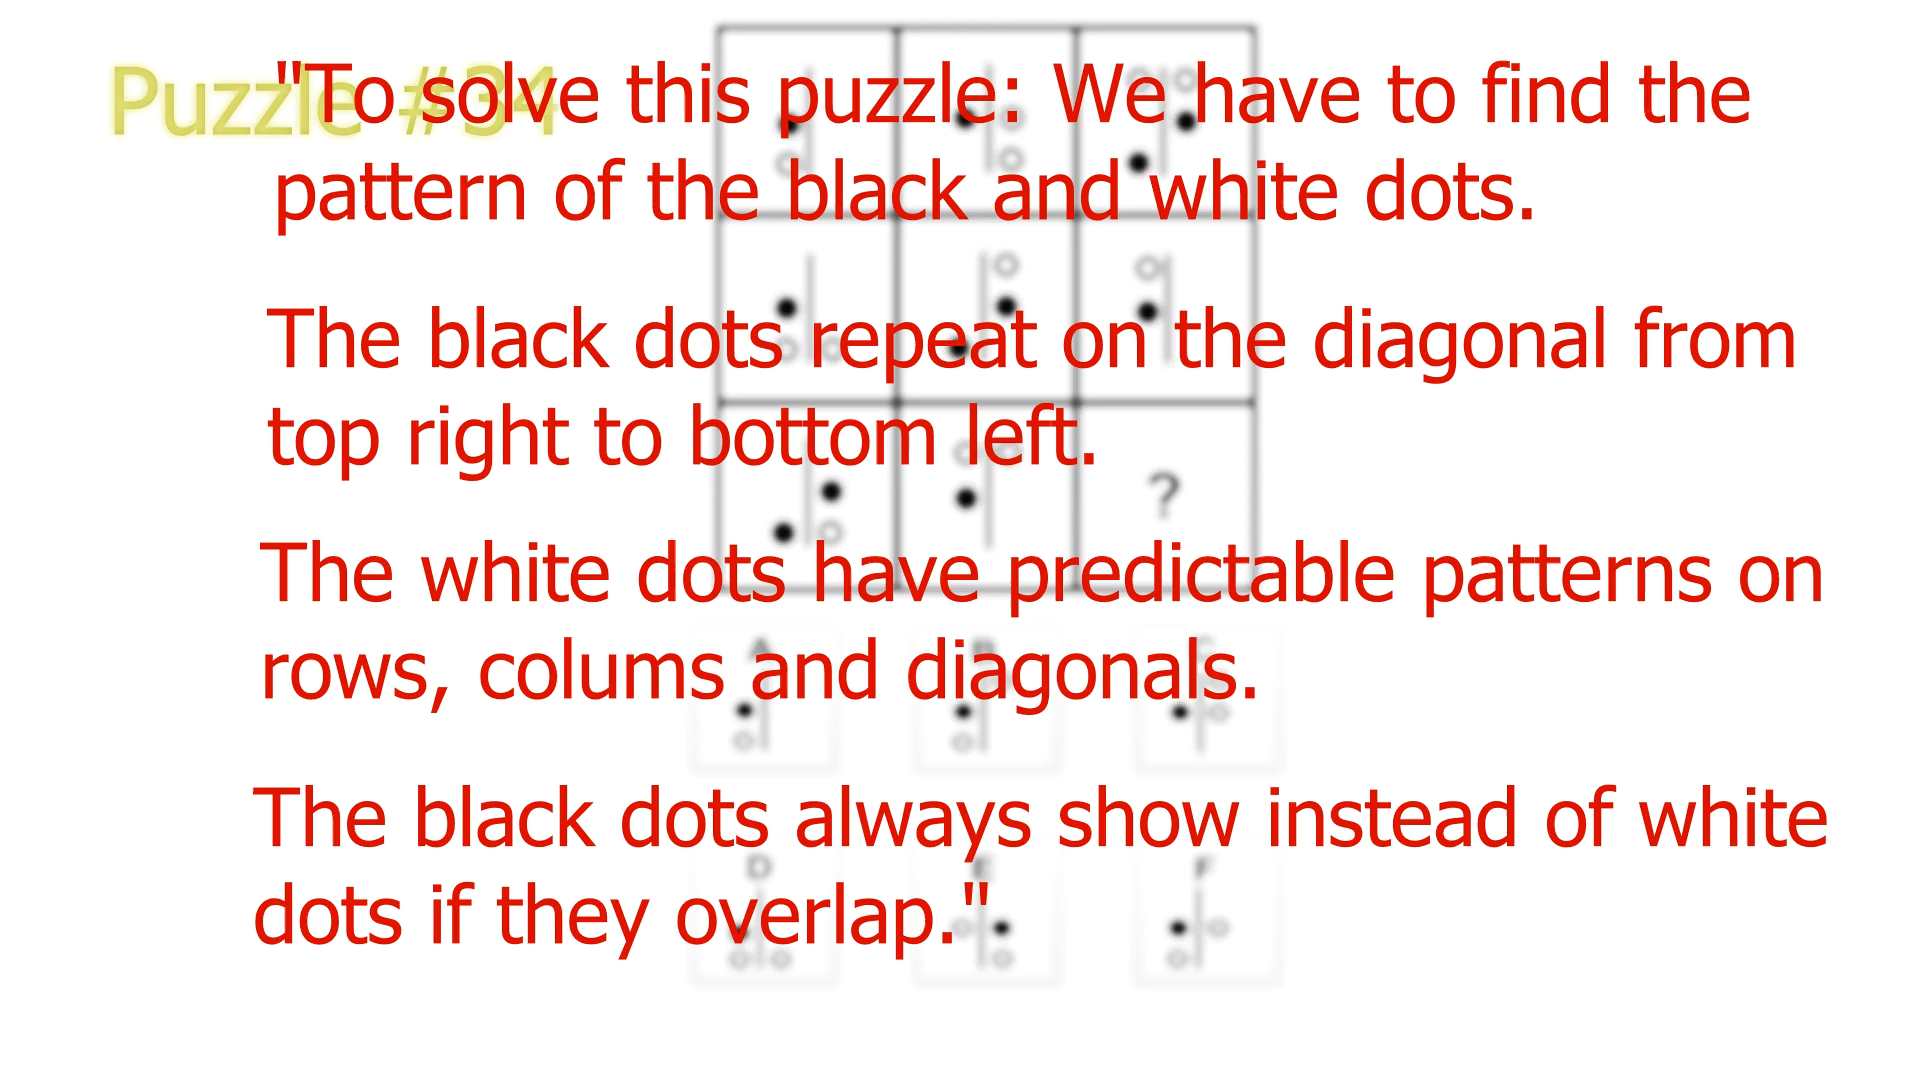 Puzzle #34
"To solve this puzzle: We have to find the
pattern of the black and white dots.
The black dots repeat on the diagonal from
top right to bottom left.
?
The white dots have predictable patterns on
rows, colums and diagonals.
A B C
The black dots always show instead of white
D E F
dots if they overlap."